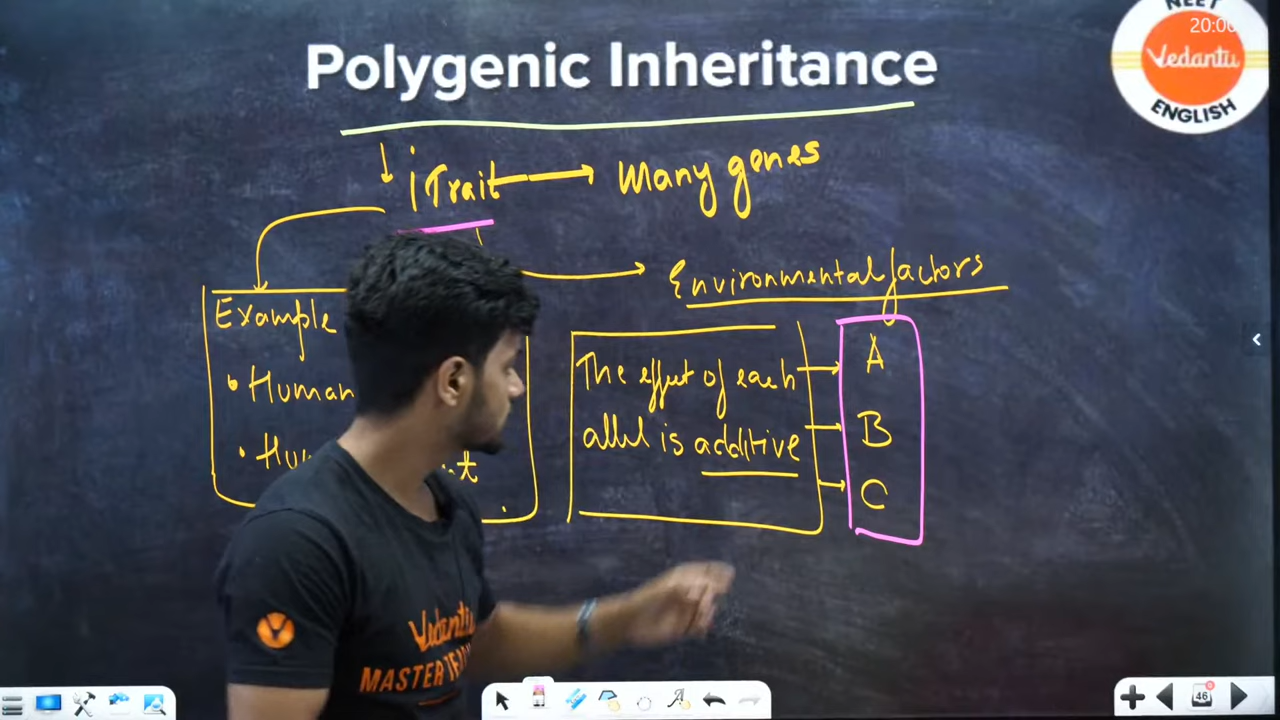 NEET
20:00
Vedantu
ENGLISH
Polygenic Inheritance
1 Trait → Many genes
Environmental factors
Example
• Human
The effect of each → A
allel is additive → B
→ C
Vedantu
MASTER
46